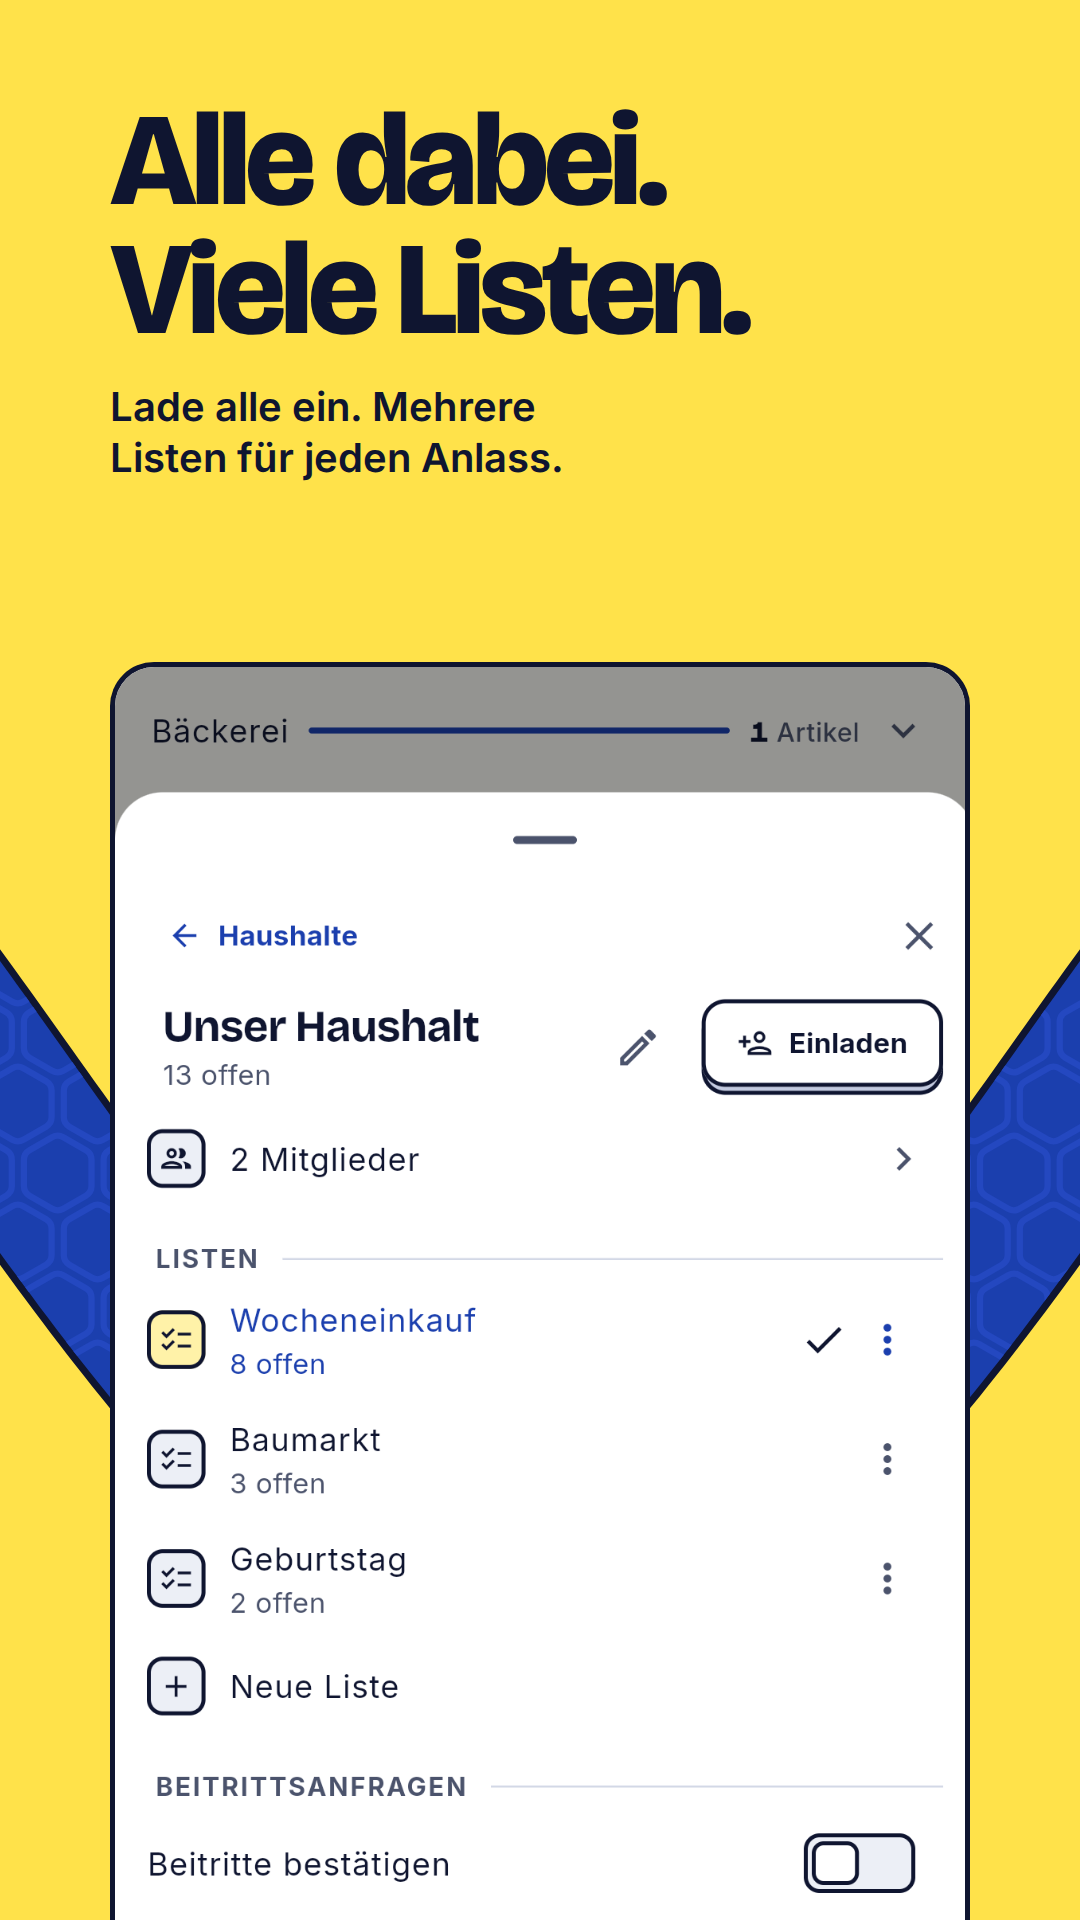 Alle dabei.
Viele Listen.
Lade alle ein. Mehrere
Listen für jeden Anlass.
Bäckerei 1 Artikel
Haushalte
Unser Haushalt
13 offen
Einladen
2 Mitglieder
LISTEN
Wocheneinkauf
8 offen
Baumarkt
3 offen
Geburtstag
2 offen
Neue Liste
BEITRITTSANFRAGEN
Beitritte bestätigen